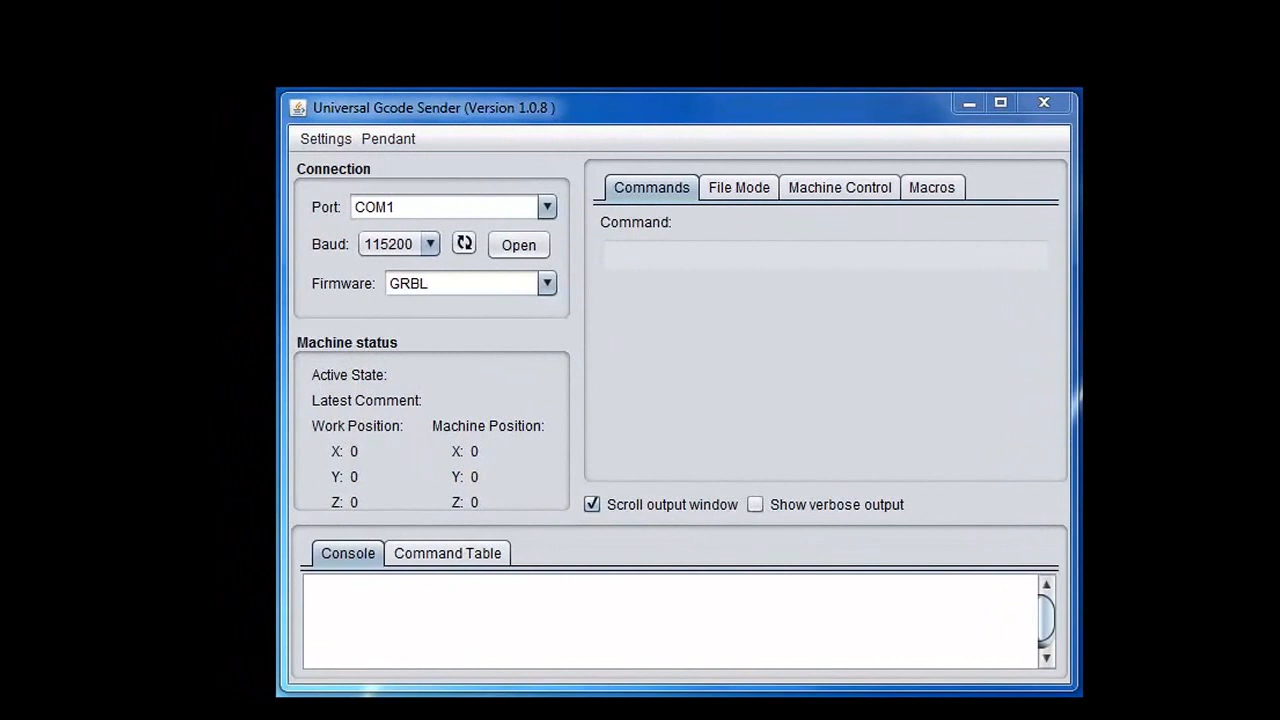 Universal Gcode Sender (Version 1.0.8 )
Settings Pendant
Connection
Port: COM1
Baud: 115200 Open
Firmware: GRBL
Machine status
Active State:
Latest Comment:
Work Position: Machine Position:
X: 0 X: 0
Y: 0 Y: 0
Z: 0 Z: 0
Commands File Mode Machine Control Macros
Command:
Scroll output window Show verbose output
Console Command Table